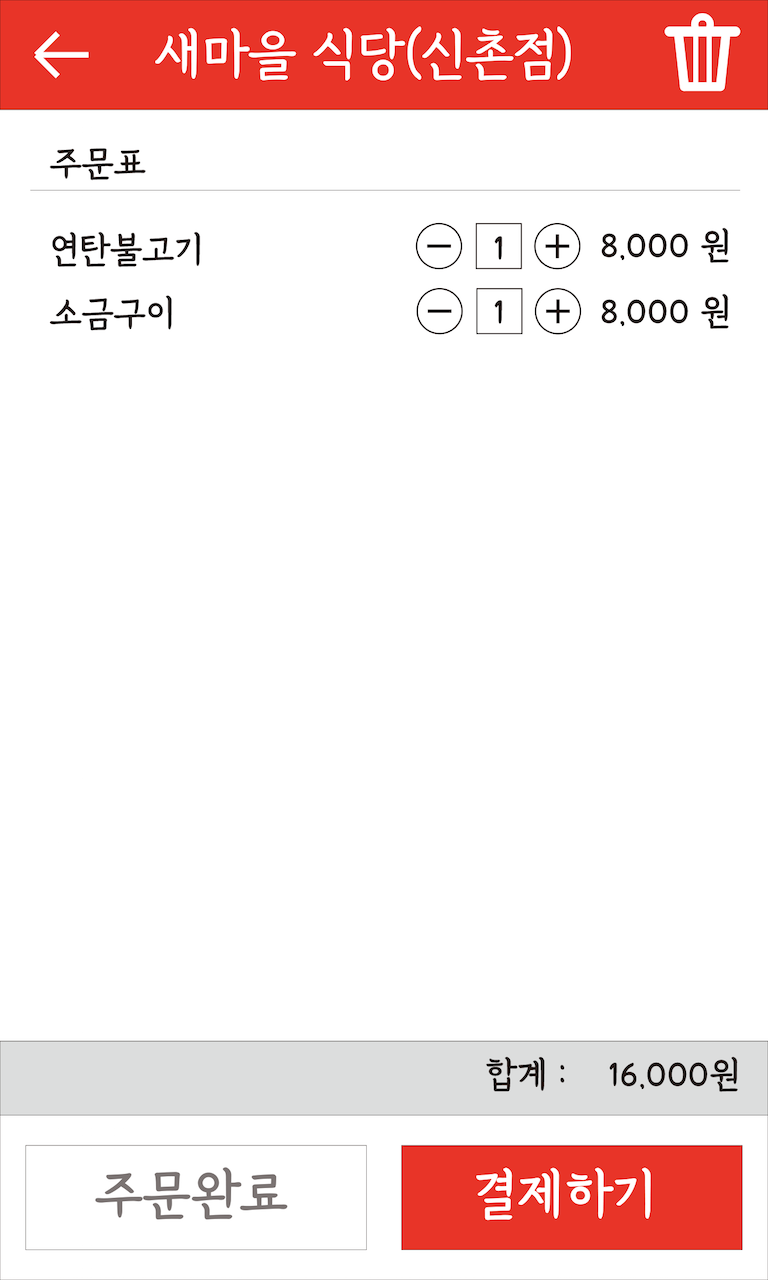 새마을 식당(신촌점)
주문표
연탄불고기 1 8,000 원
소금구이 1 8,000 원
합계 : 16,000원
주문완료 결제하기